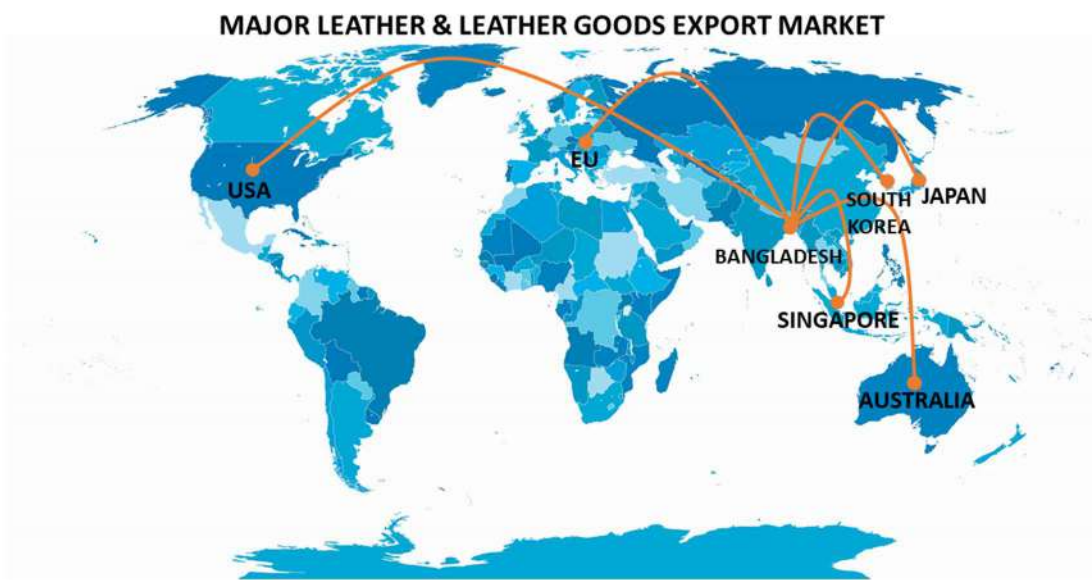 MAJOR LEATHER & LEATHER GOODS EXPORT MARKET
USA
EU
SOUTH
KOREA
JAPAN
BANGLADESH
SINGAPORE
AUSTRALIA